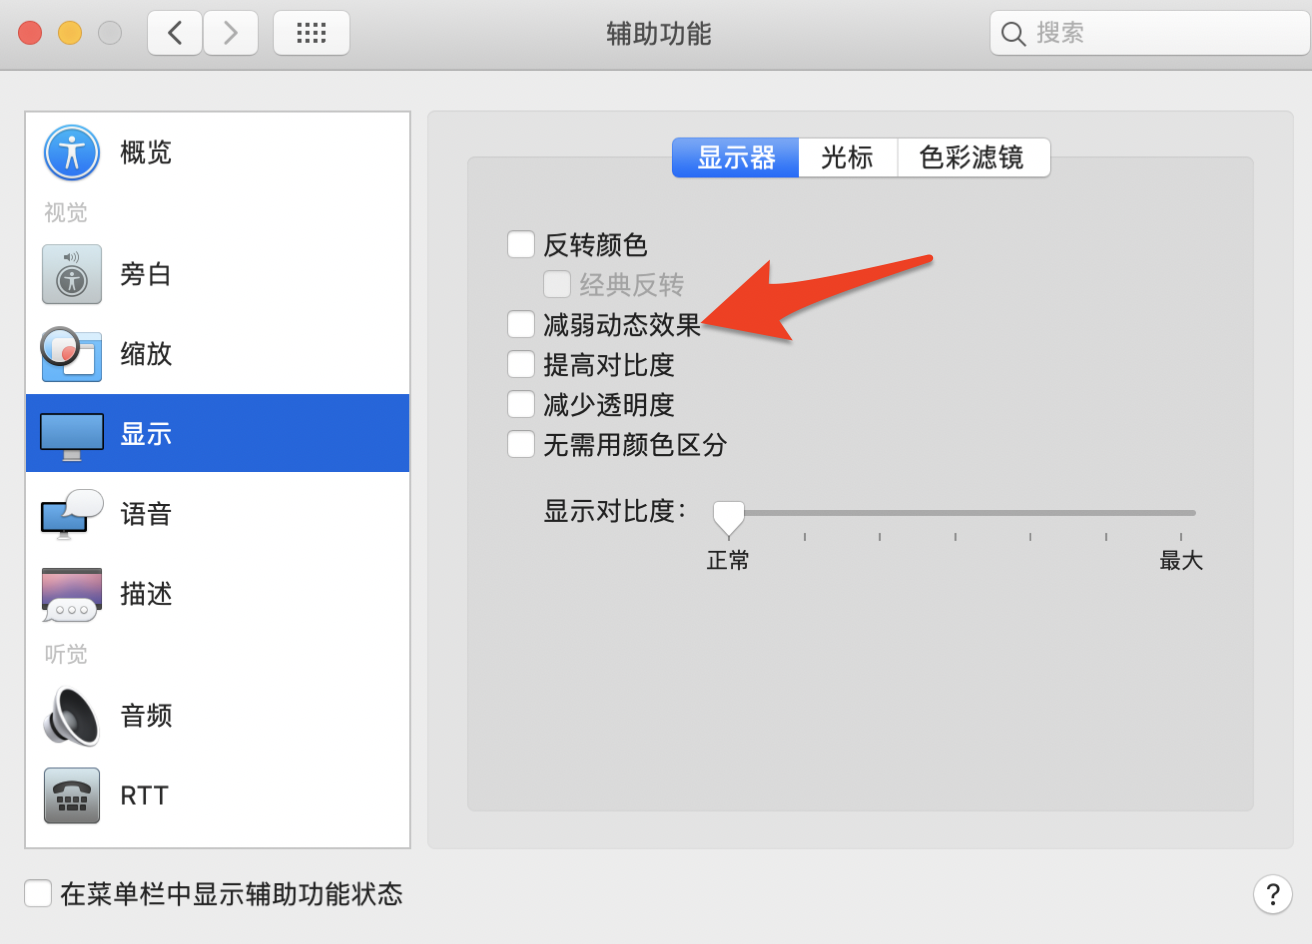 辅助功能
搜索
概览
视觉
旁白
缩放
显示
语音
描述
听觉
音频
RTT
显示器
光标
色彩滤镜
反转颜色
经典反转
减弱动态效果
提高对比度
减少透明度
无需用颜色区分
显示对比度：
正常
最大
在菜单栏中显示辅助功能状态
?